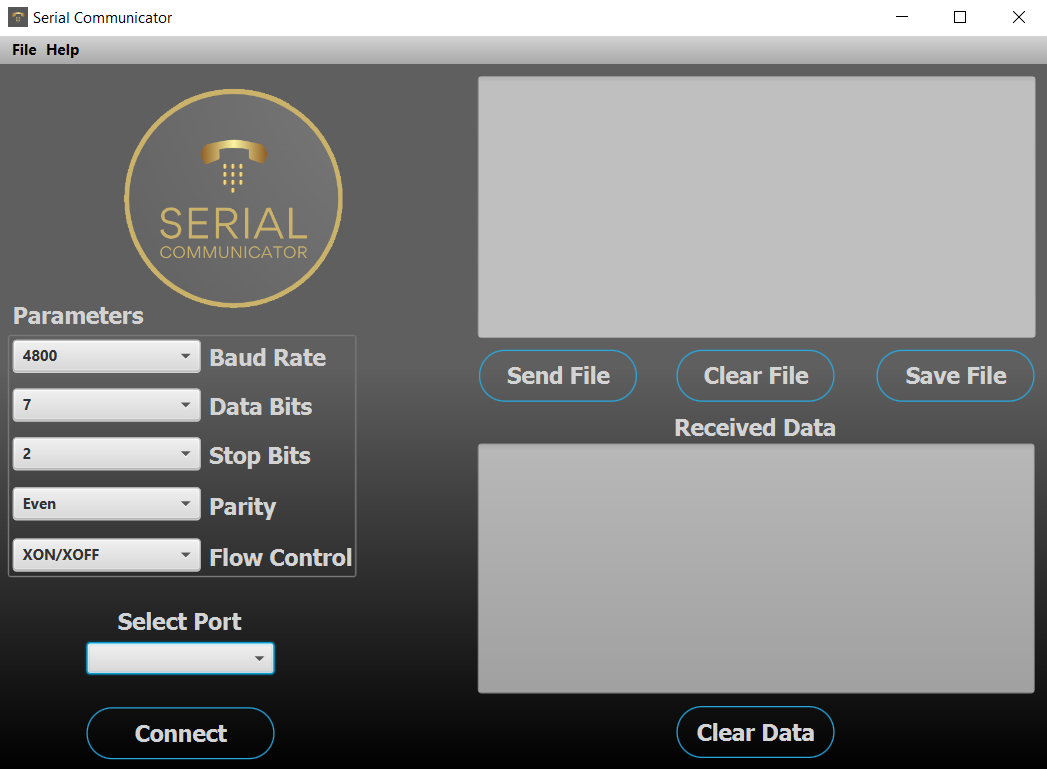 Serial Communicator
File Help
SERIAL
COMMUNICATOR
Parameters
4800 Baud Rate
7 Data Bits
2 Stop Bits
Even Parity
XON/XOFF Flow Control
Select Port
Connect
Send File Clear File Save File
Received Data
Clear Data